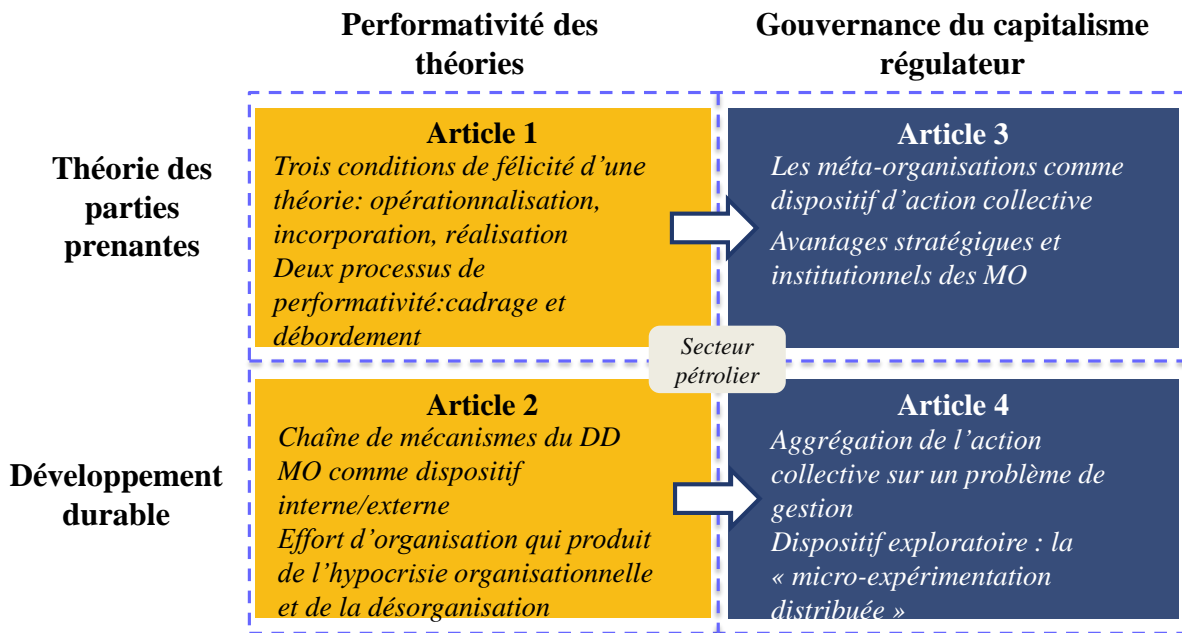 Performativité des
théories
Gouvernance du capitalisme
régulateur
Théorie des
parties
prenantes
Article 1
Trois conditions de félicité d’une
théorie: opérationnalisation,
incorporation, réalisation
Deux processus de
performativité:cadrage et
débordement
Article 3
Les méta-organisations comme
dispositif d’action collective
Avantages stratégiques et
institutionnels des MO
Secteur
pétrolier
Développement
durable
Article 2
Chaîne de mécanismes du DD
MO comme dispositif
interne/externe
Effort d’organisation qui produit
de l’hypocrisie organisationnelle
et de la désorganisation
Article 4
Aggrégation de l’action
collective sur un problème de
gestion
Dispositif exploratoire : la
« micro-expérimentation
distribuée »